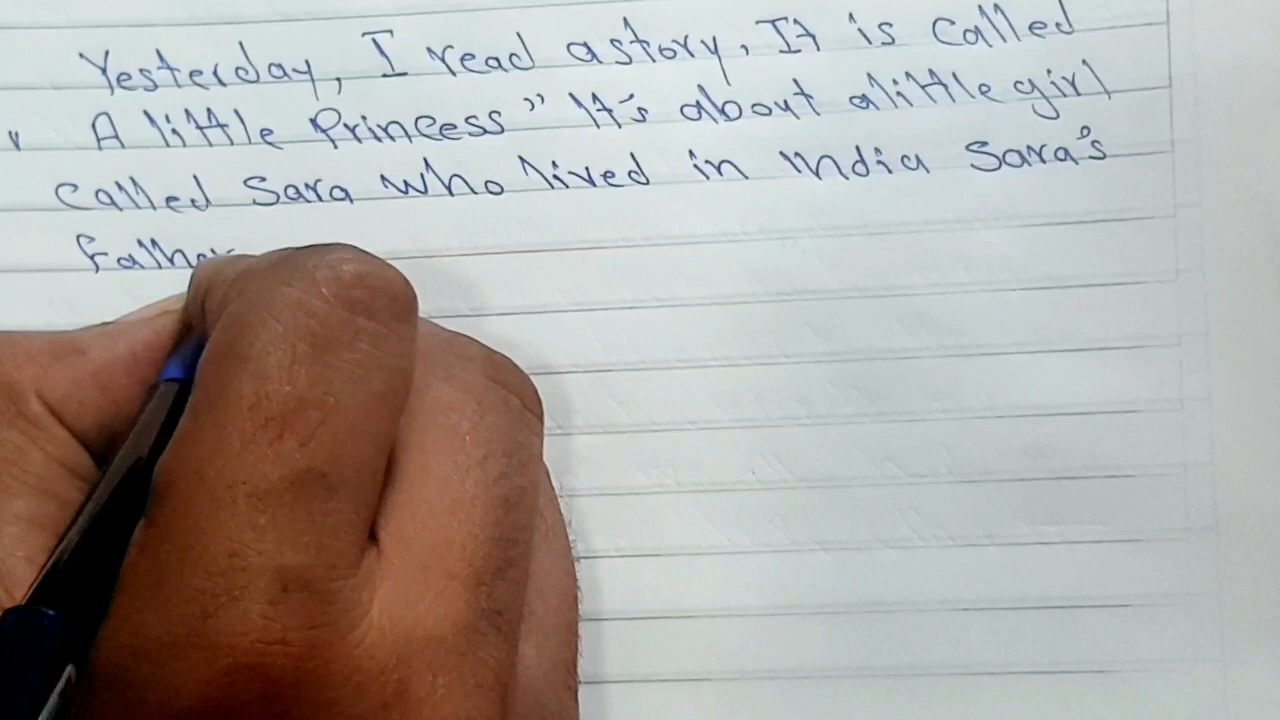 Yesterday, I read a story, It is called
" A little Princess" It's about a little girl
called Sara who lived in India Sara's
Father